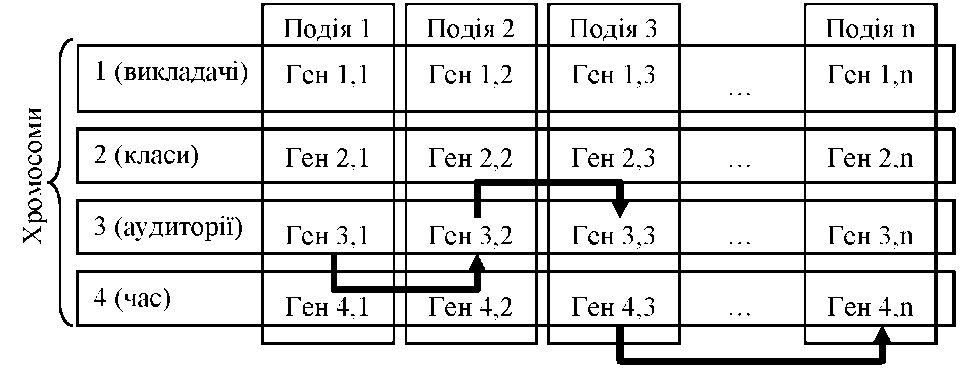 Подія 1 Подія 2 Подія 3 Подія n
1 (викладачі) Ген 1,1 Ген 1,2 Ген 1,3 ... Ген 1,n
2 (класи) Ген 2,1 Ген 2,2 Ген 2,3 ... Ген 2,n
3 (аудиторії) Ген 3,1 Ген 3,2 Ген 3,3 ... Ген 3,n
4 (час) Ген 4,1 Ген 4,2 Ген 4,3 ... Ген 4,n
Хромосоми